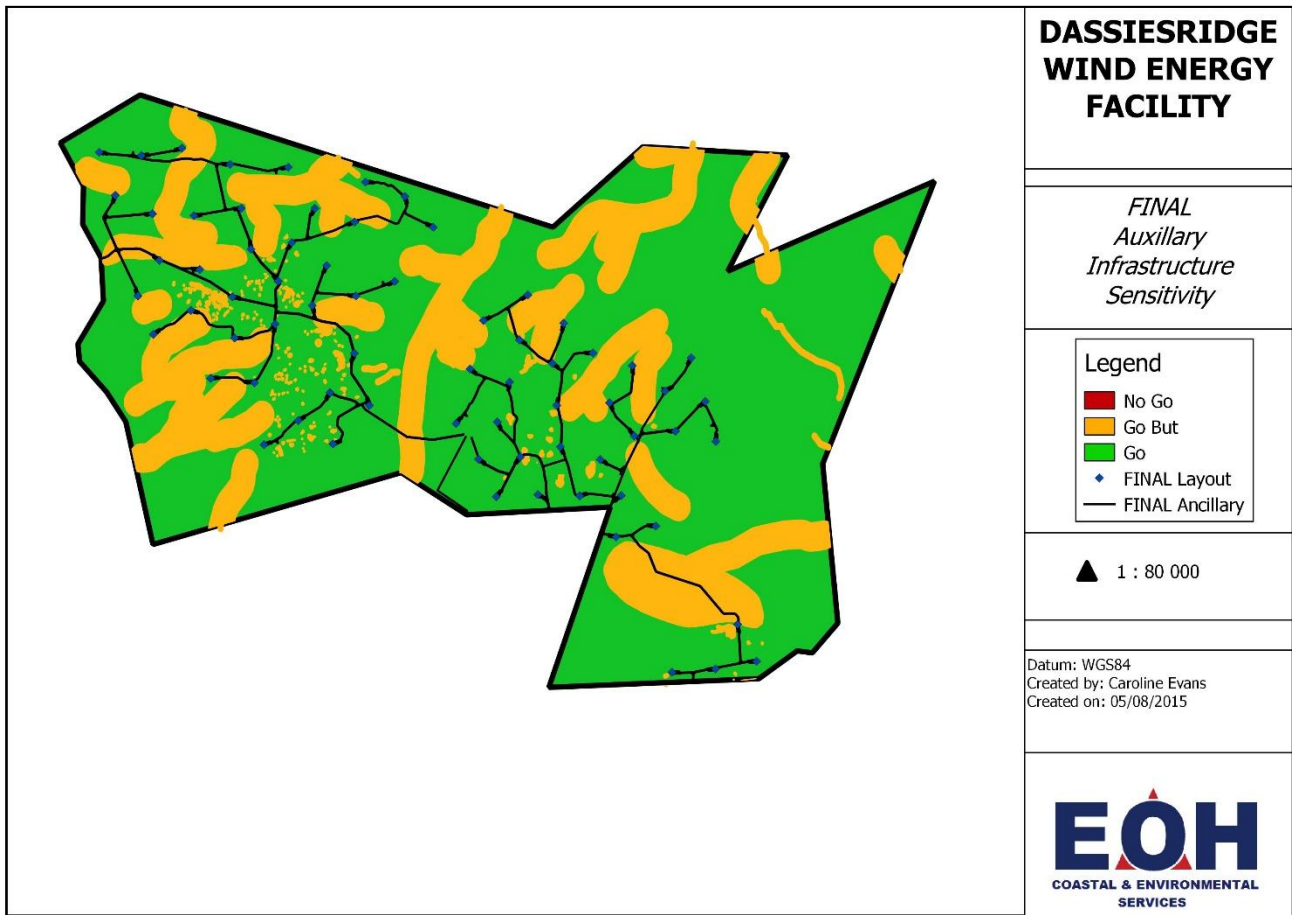 DASSIESRIDGE
WIND ENERGY
FACILITY
FINAL
Auxillary
Infrastructure
Sensitivity
Legend
No Go
Go But
Go
FINAL Layout
FINAL Ancillary
1 : 80 000
Datum: WGS84
Created by: Caroline Evans
Created on: 05/08/2015
EOH
COASTAL & ENVIRONMENTAL
SERVICES